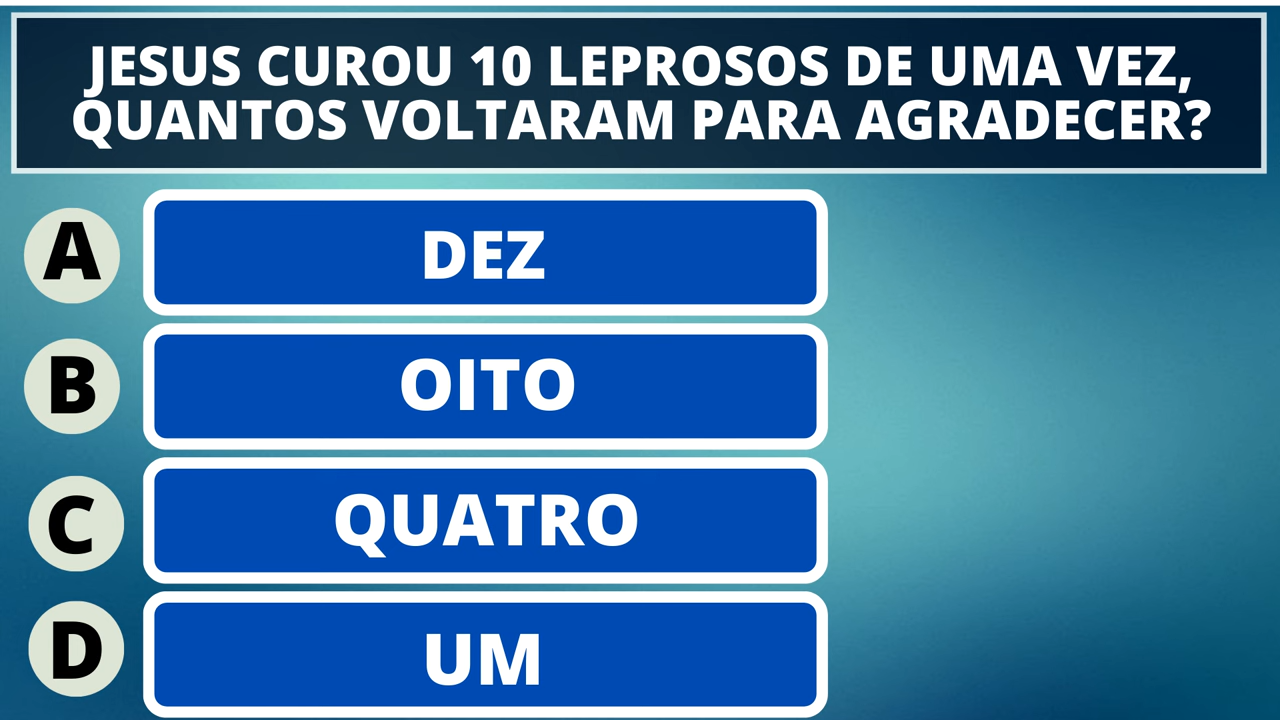 JESUS CUROU 10 LEPROSOS DE UMA VEZ,
QUANTOS VOLTARAM PARA AGRADECER?
A DEZ
B OITO
C QUATRO
D UM